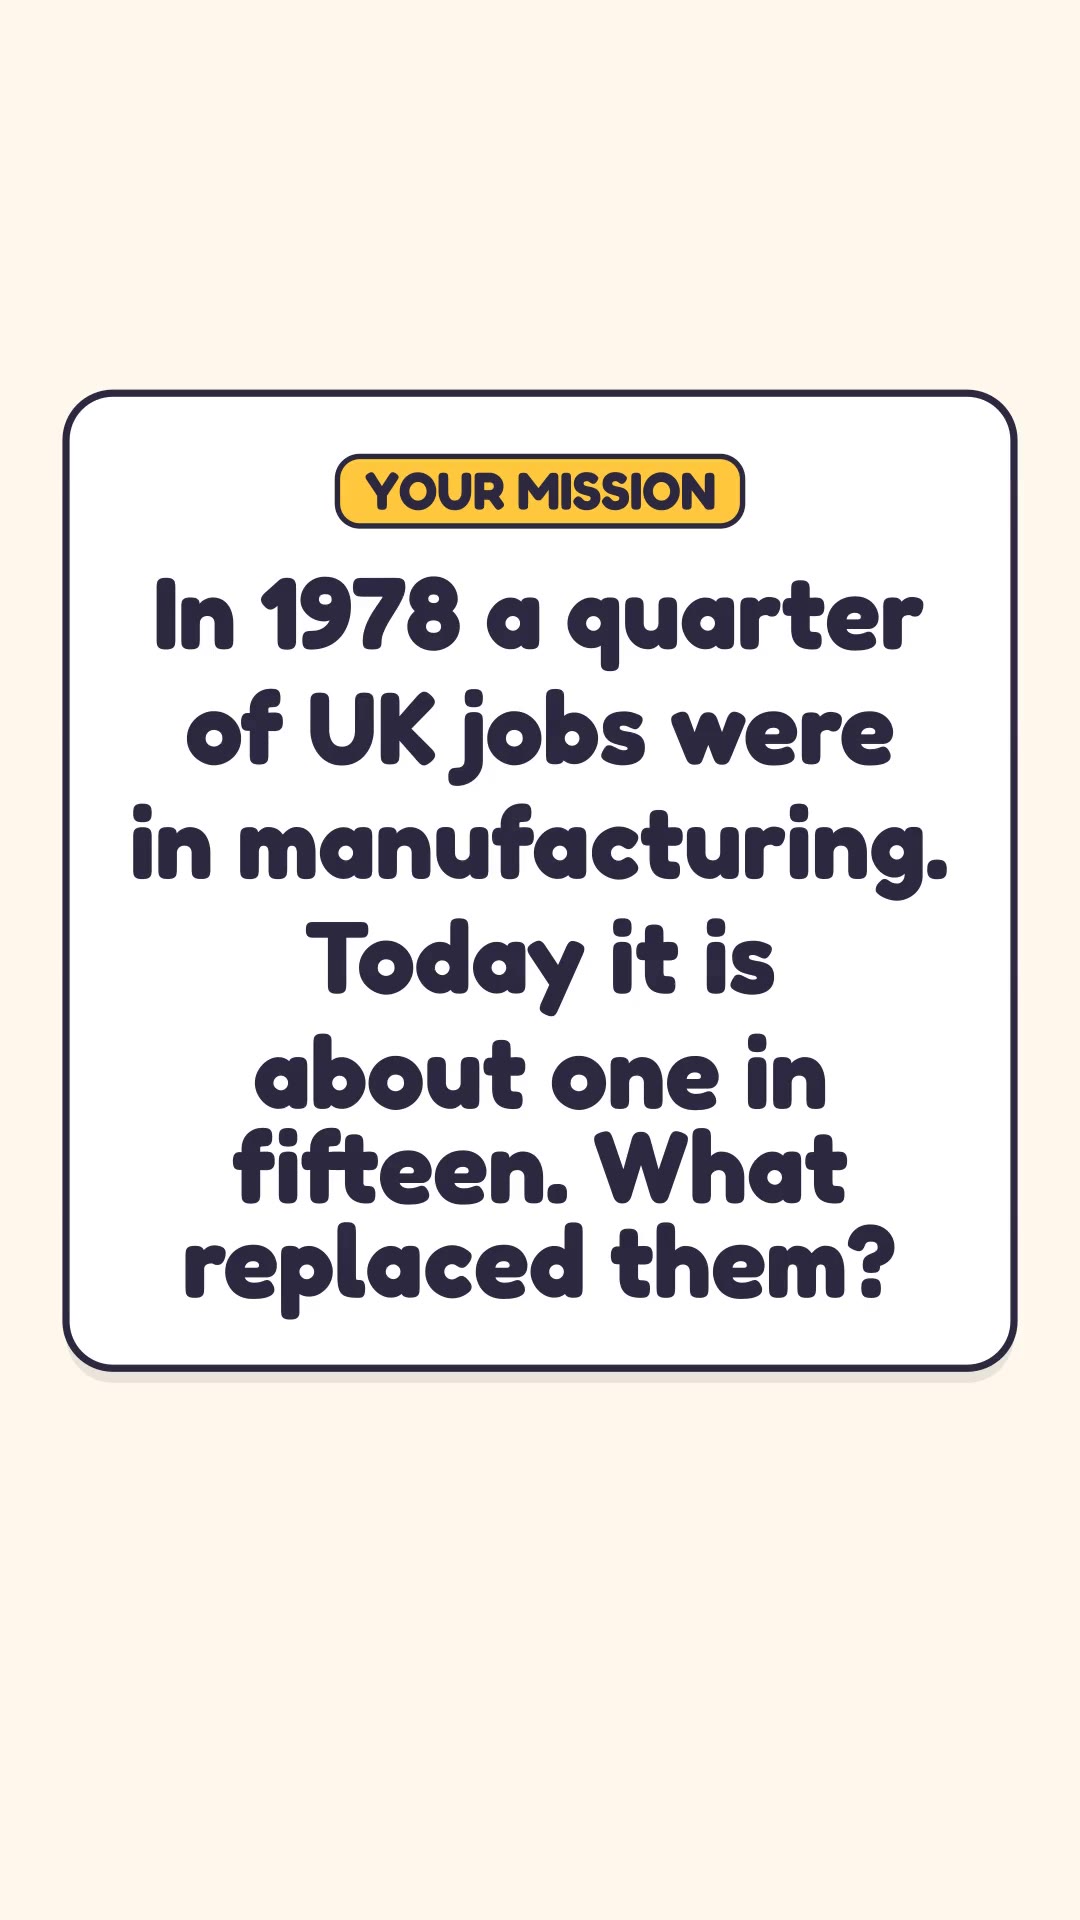 YOUR MISSION
In 1978 a quarter
of UK jobs were
in manufacturing.
Today it is
about one in
fifteen. What
replaced them?